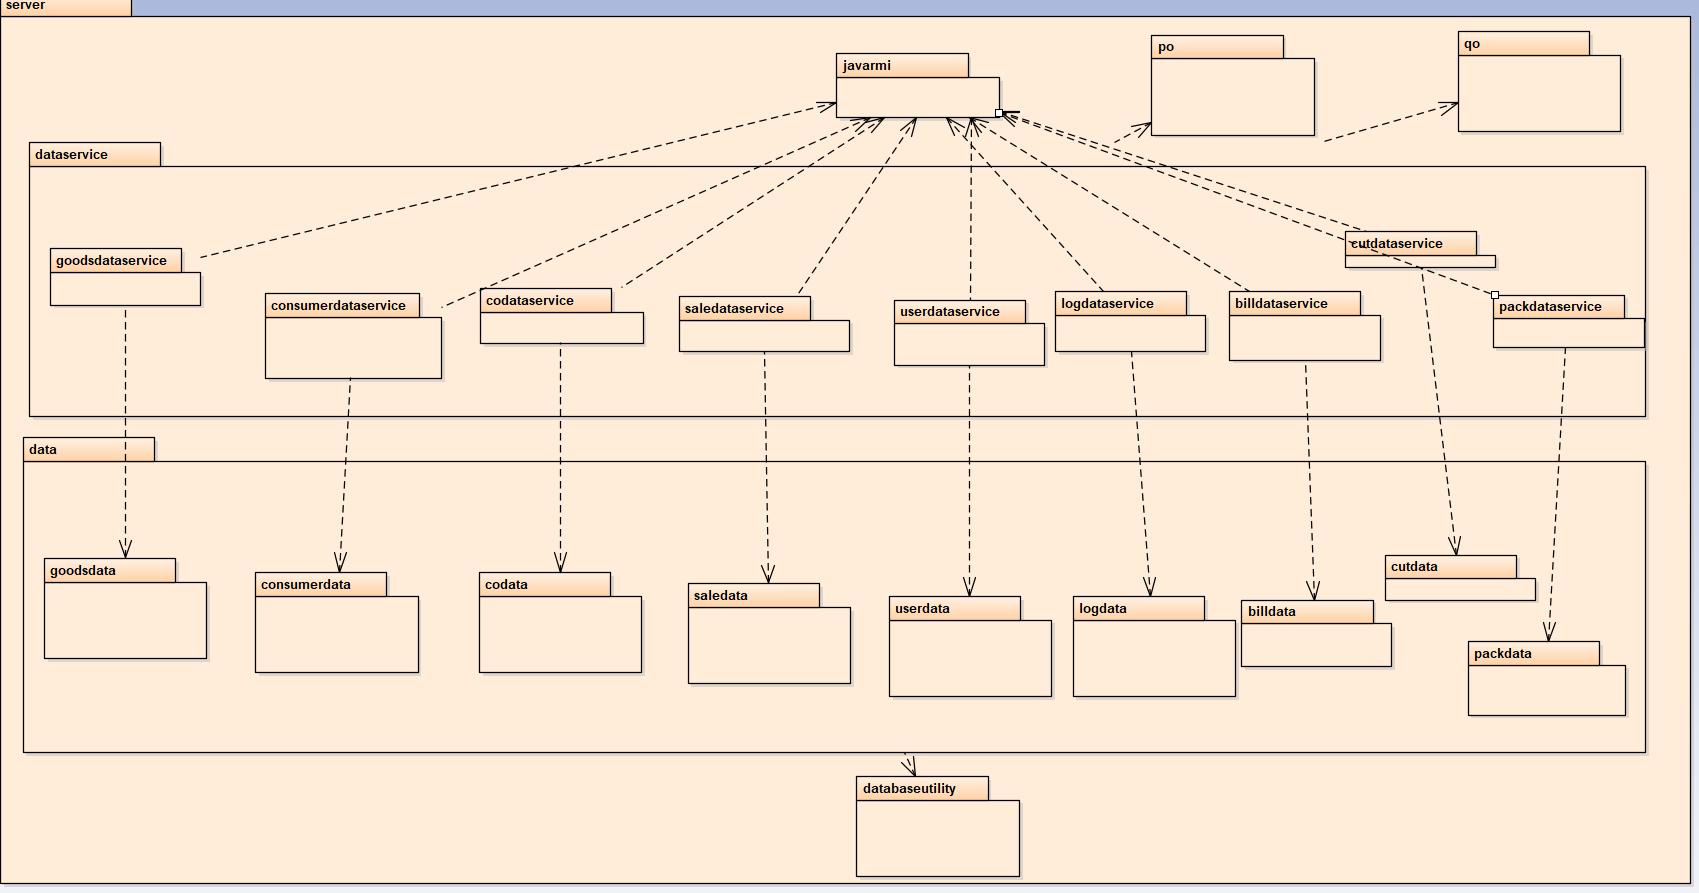 server
javarmi
po
qo
dataservice
goodsdataservice
consumerdataservice
codataservice
saledataservice
userdataservice
logdataservice
billdataservice
cutdataservice
packdataservice
data
goodsdata
consumerdata
codata
saledata
userdata
logdata
billdata
cutdata
packdata
databaseutility